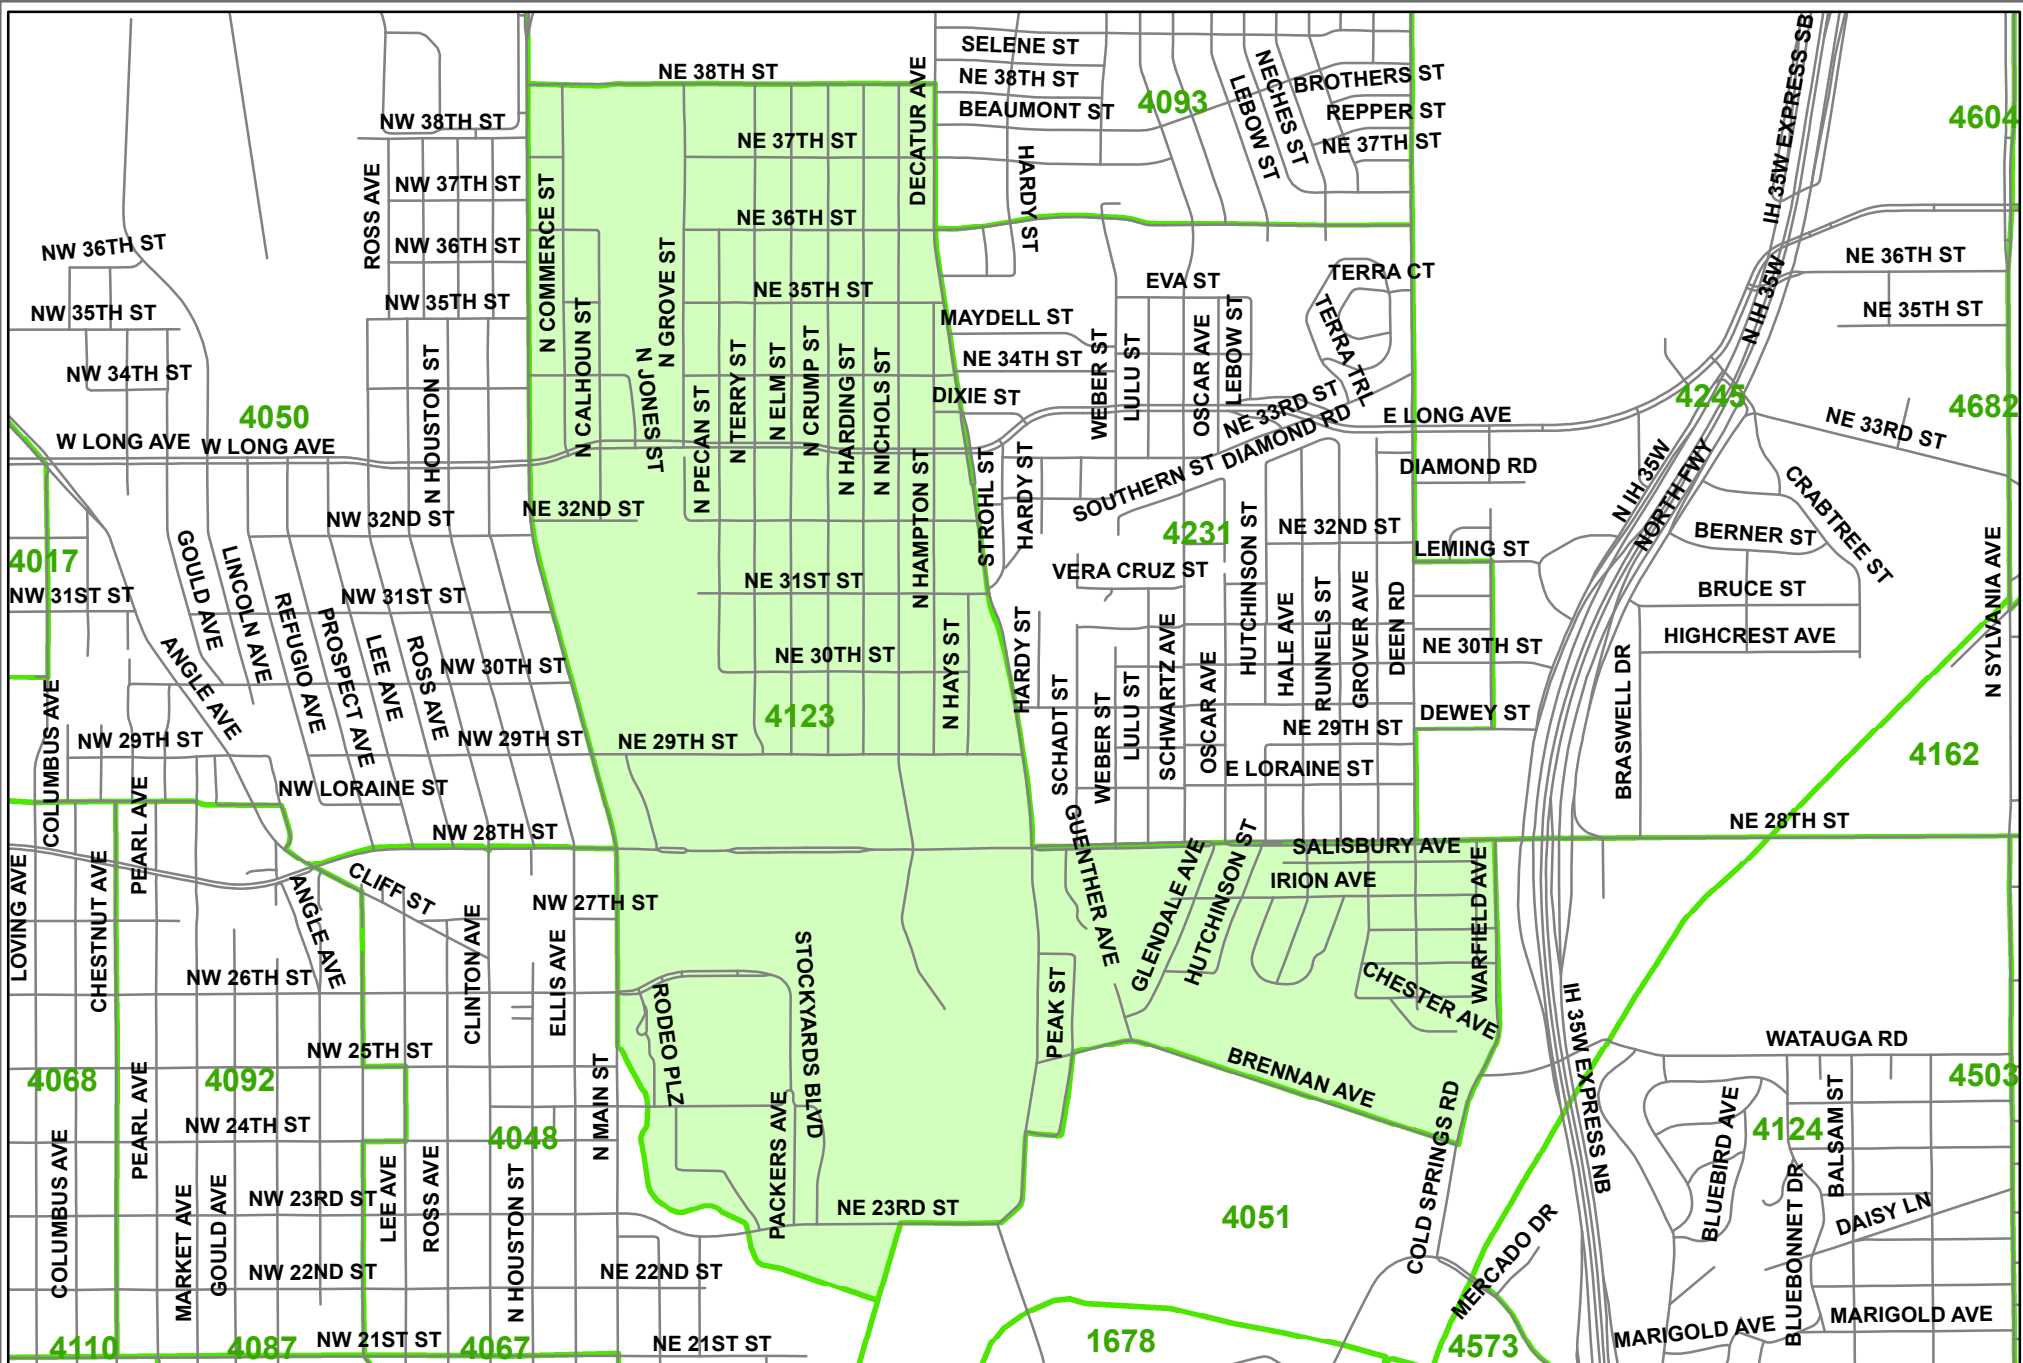 SELENE ST
NE 38TH ST
NE 38TH ST
BEAUMONT ST
4093
BROTHERS ST
REPPER ST
NE 37TH ST
NECHES ST
LEBOW ST
IH 35W EXPRESS SB
4604
NW 38TH ST
NE 37TH ST
DECATUR AVE
HARDY ST
ROSS AVE
NW 37TH ST
N COMMERCE ST
NE 36TH ST
NW 36TH ST
NW 36TH ST
N GROVE ST
NE 36TH ST
TERRA CT
EVA ST
NE 35TH ST
NW 35TH ST
NW 35TH ST
NE 35TH ST
N IH 35W
MAYDELL ST
TERRA TRL
N CALHOUN ST
N JONES ST
N HOUSTON ST
NE 34TH ST
NW 34TH ST
WEBER ST
LULU ST
OSCAR AVE
LEBOW ST
N TERRY ST
N ELM ST
N CRUMP ST
N HARDING ST
N NICHOLS ST
N PECAN ST
DIXIE ST
NE 33RD ST
4245
4682
4050
E LONG AVE
W LONG AVE
W LONG AVE
NE 33RD ST
DIAMOND RD
SOUTHERN ST
DIAMOND RD
N HAMPTON ST
STROHL ST
HARDY ST
N IH 35W
NORTH FWY
CRABTREE ST
NE 32ND ST
NW 32ND ST
4231
NE 32ND ST
BERNER ST
LEMING ST
4017
GOULD AVE
LINCOLN AVE
HUTCHINSON ST
VERA CRUZ ST
NE 31ST ST
NW 31ST ST
NW 31ST ST
BRUCE ST
N SYLVANIA AVE
REFUGIO AVE
PROSPECT AVE
LEE AVE
ROSS AVE
HALE AVE
RUNNELS ST
GROVER AVE
DEEN RD
HIGHCREST AVE
NE 30TH ST
NE 30TH ST
NW 30TH ST
ANGLE AVE
N HAYS ST
HARDY ST
SCHWARTZ AVE
OSCAR AVE
LULU ST
WEBER ST
SCHADT ST
BRASWELL DR
COLUMBUS AVE
4123
DEWEY ST
NE 29TH ST
NW 29TH ST
NW 29TH ST
NE 29TH ST
4162
E LORAINE ST
NW LORAINE ST
PEARL AVE
NE 28TH ST
NW 28TH ST
GUENTHER AVE
SALISBURY AVE
IRION AVE
GLENDALE AVE
HUTCHINSON ST
WARFIELD AVE
CLIFF ST
NW 27TH ST
LOVING AVE
CHESTNUT AVE
ANGLE AVE
NW 26TH ST
CLINTON AVE
ELLIS AVE
STOCKYARDS BLVD
RODEO PLZ
PEAK ST
CHESTER AVE
IH 35W EXPRESS NB
WATAUGA RD
NW 25TH ST
BRENNAN AVE
4068
4092
4503
PEARL AVE
N MAIN ST
PACKERS AVE
COLD SPRINGS RD
BLUEBIRD AVE
BALSAM ST
4124
NW 24TH ST
4048
COLUMBUS AVE
LEE AVE
ROSS AVE
N HOUSTON ST
NW 23RD ST
NE 23RD ST
4051
MARKET AVE
GOULD AVE
BLUEBONNET DR
DAISY LN
MERCADO DR
NW 22ND ST
NE 22ND ST
MARIGOLD AVE
MARIGOLD AVE
4110
4087
NW 21ST ST
4067
NE 21ST ST
1678
4573